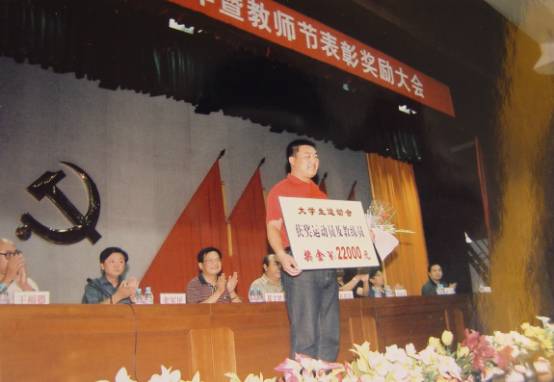 暨教师节表彰奖励大会
大学生运动会
获奖运动员及教练员
奖金￥22000元